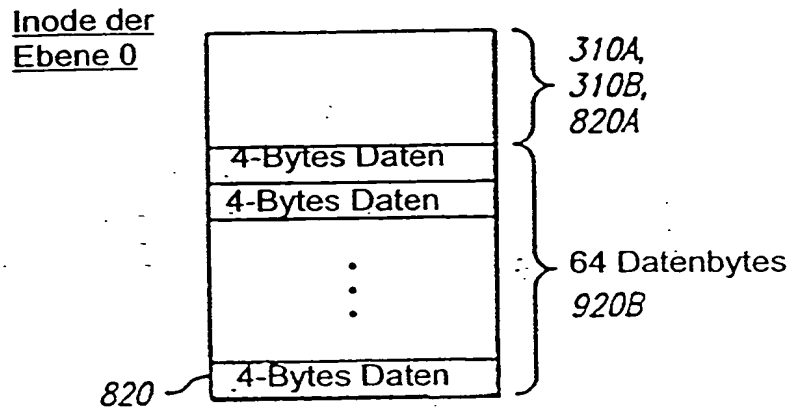 Inode der
Ebene 0
310A,
310B,
820A
4-Bytes Daten
4-Bytes Daten
64 Datenbytes
920B
4-Bytes Daten
820